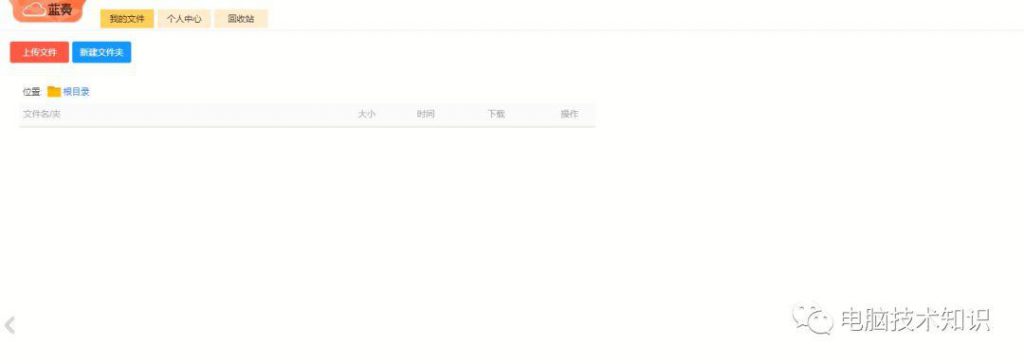 蓝奏
我的文件 个人中心 回收站
上传文件 新建文件夹
位置 根目录
文件名/夹 大小 时间 下载 操作
电脑技术知识